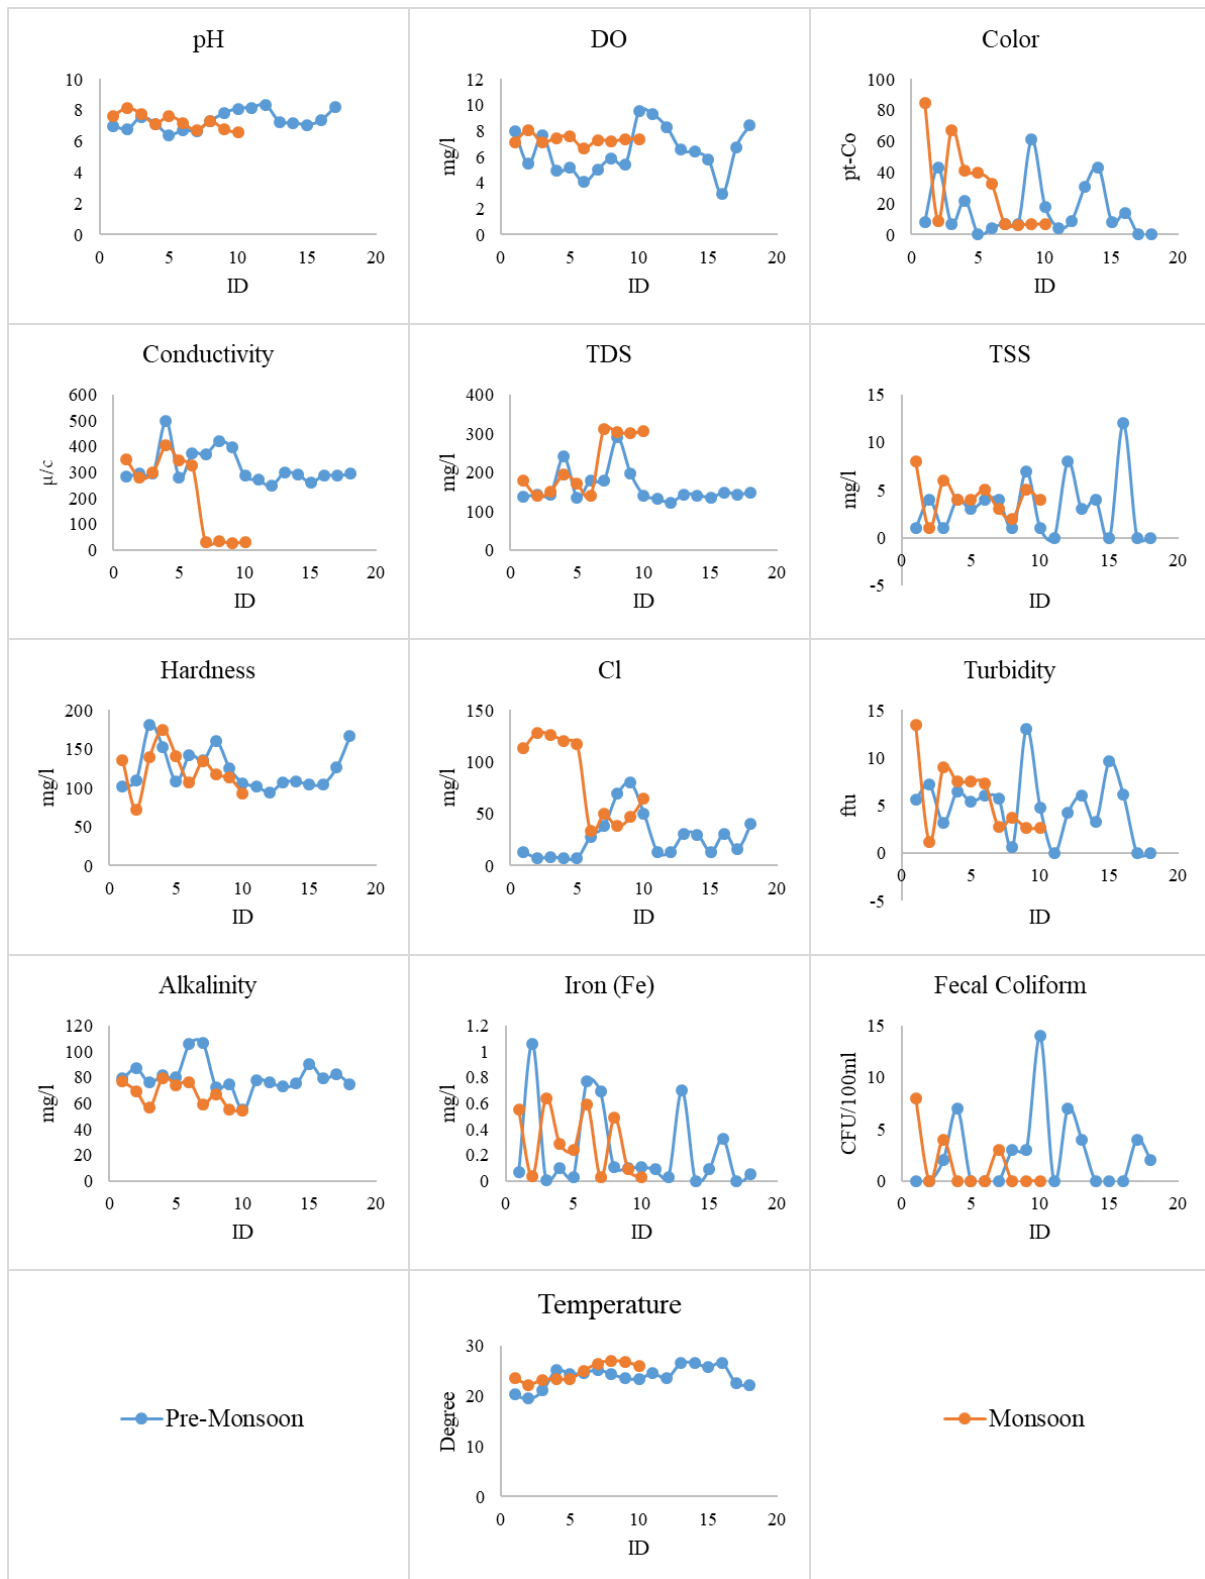 pH
10
8
6
4
2
0
0 5 10 15 20
ID
DO
mg/l
12
10
8
6
4
2
0
0 5 10 15 20
ID
Color
pt-Co
100
80
60
40
20
0
0 5 10 15 20
ID
Conductivity
µ/c
600
500
400
300
200
100
0
0 5 10 15 20
ID
TDS
mg/l
400
300
200
100
0
0 5 10 15 20
ID
TSS
mg/l
15
10
5
0
-5
0 5 10 15 20
ID
Hardness
mg/l
200
150
100
50
0
0 5 10 15 20
ID
Cl
mg/l
150
100
50
0
0 5 10 15 20
ID
Turbidity
ftu
15
10
5
0
-5
0 5 10 15 20
ID
Alkalinity
mg/l
120
100
80
60
40
20
0
0 5 10 15 20
ID
Iron (Fe)
mg/l
1.2
1
0.8
0.6
0.4
0.2
0
0 5 10 15 20
ID
Fecal Coliform
CFU/100ml
15
10
5
0
0 5 10 15 20
ID
Pre-Monsoon
Temperature
Degree
30
20
10
0
0 5 10 15 20
ID
Monsoon